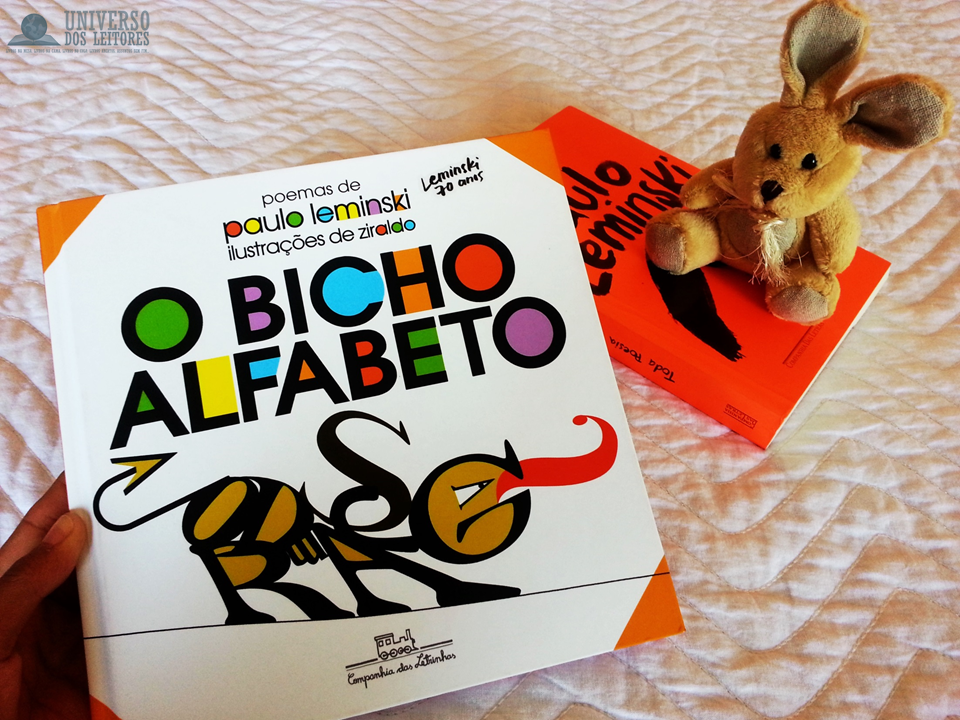 UNIVERSO
DOS LEITORES
poemas de
paulo leminski
ilustrações de ziraldo
Leminski
70 anos
O BICHO
ALFABETO
Companhia das Letrinhas
Paulo
Leminski
Toda Poesia